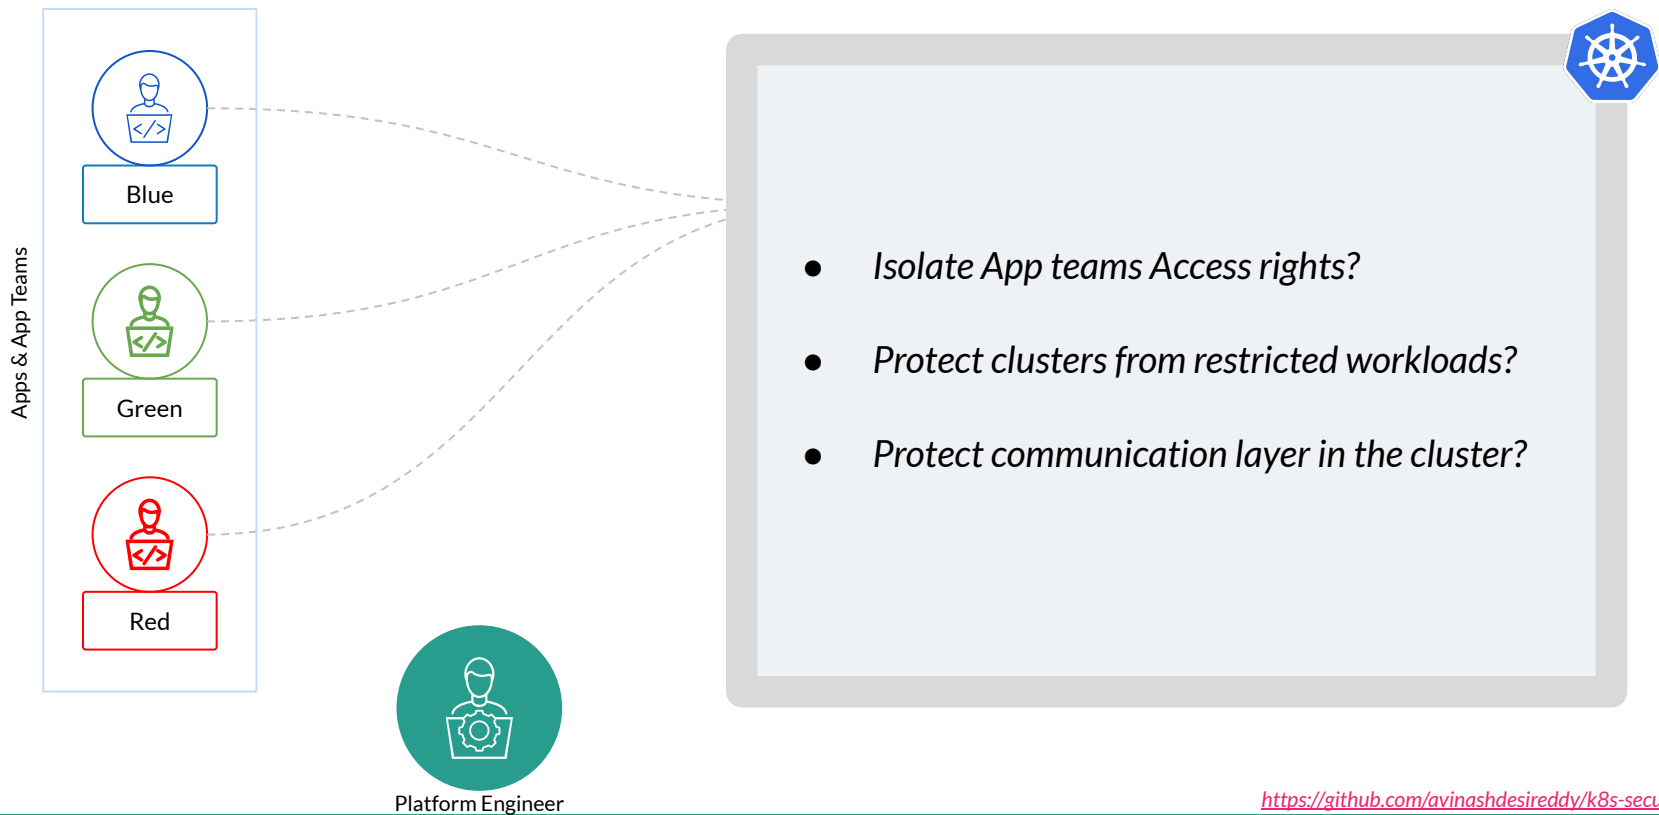 Apps & App Teams
Blue
Green
Red
Platform Engineer
● Isolate App teams Access rights?
● Protect clusters from restricted workloads?
● Protect communication layer in the cluster?
https://github.com/avinashdesireddy/k8s-secu